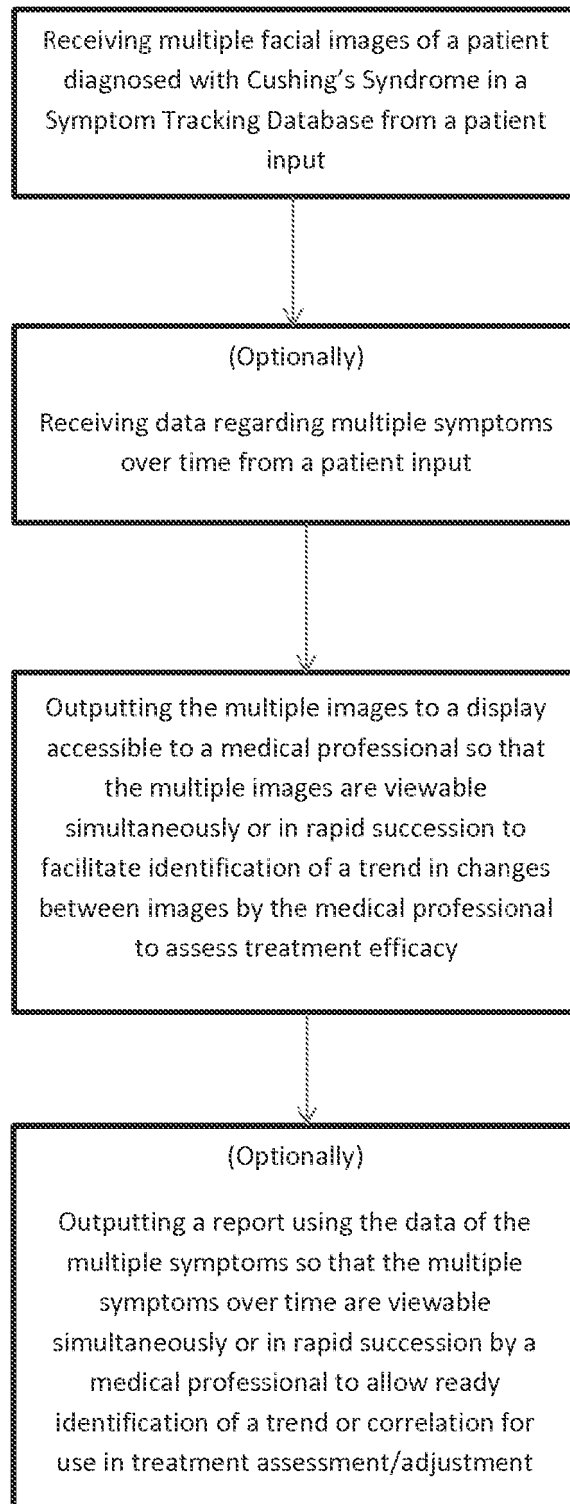 Receiving multiple facial images of a patient
diagnosed with Cushing's Syndrome in a
Symptom Tracking Database from a patient
input
(Optionally)
Receiving data regarding multiple symptoms
over time from a patient input
Outputting the multiple images to a display
accessible to a medical professional so that
the multiple images are viewable
simultaneously or in rapid succession to
facilitate identification of a trend in changes
between images by the medical professional
to assess treatment efficacy
(Optionally)
Outputting a report using the data of the
multiple symptoms so that the multiple
symptoms over time are viewable
simultaneously or in rapid succession by a
medical professional to allow ready
identification of a trend or correlation for
use in treatment assessment/adjustment